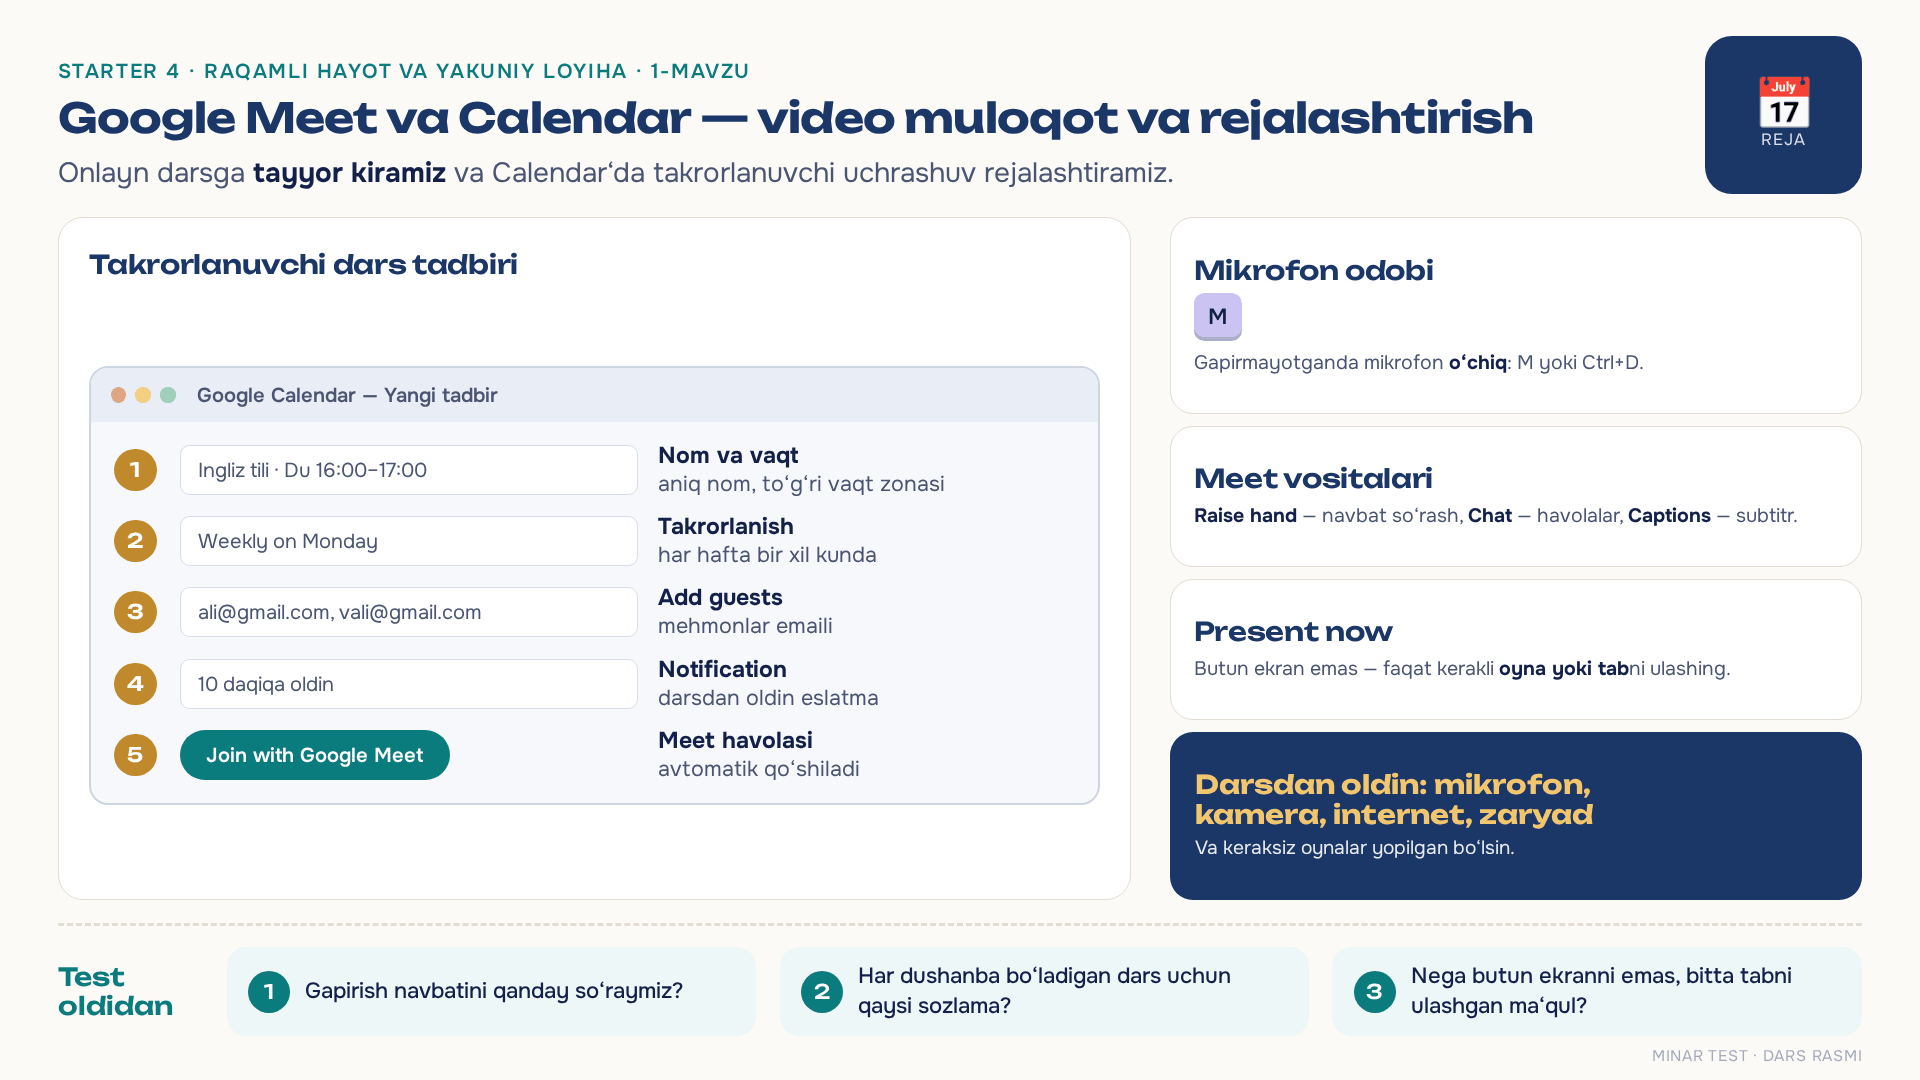 STARTER 4 · RAQAMLI HAYOT VA YAKUNIY LOYIHA · 1-MAVZU
Google Meet va Calendar — video muloqot va rejalashtirish
Onlayn darsga tayyor kiramiz va Calendar‘da takrorlanuvchi uchrashuv rejalashtiramiz.
July
17
REJA
Takrorlanuvchi dars tadbiri
Google Calendar — Yangi tadbir
1
Ingliz tili · Du 16:00–17:00
Nom va vaqt
aniq nom, to‘g‘ri vaqt zonasi
2
Weekly on Monday
Takrorlanish
har hafta bir xil kunda
3
ali@gmail.com, vali@gmail.com
Add guests
mehmonlar emaili
4
10 daqiqa oldin
Notification
darsdan oldin eslatma
5
Join with Google Meet
Meet havolasi
avtomatik qo‘shiladi
Mikrofon odobi
M
Gapirmayotganda mikrofon o‘chiq: M yoki Ctrl+D.
Meet vositalari
Raise hand — navbat so‘rash, Chat — havolalar, Captions — subtitr.
Present now
Butun ekran emas — faqat kerakli oyna yoki tabni ulashing.
Darsdan oldin: mikrofon,
kamera, internet, zaryad
Va keraksiz oynalar yopilgan bo‘lsin.
Test
oldidan
1
Gapirish navbatini qanday so‘raymiz?
2
Har dushanba bo‘ladigan dars uchun
qaysi sozlama?
3
Nega butun ekranni emas, bitta tabni
ulashgan ma‘qul?
MINAR TEST · DARS RASMI